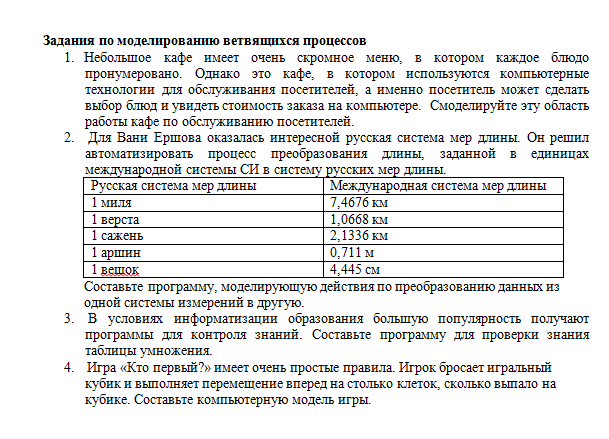 Задания по моделированию ветвящихся процессов
1. Небольшое кафе имеет очень скромное меню, в котором каждое блюдо
пронумеровано. Однако это кафе, в котором используются компьютерные
технологии для обслуживания посетителей, а именно посетитель может сделать
выбор блюд и увидеть стоимость заказа на компьютере. Смоделируйте эту область
работы кафе по обслуживанию посетителей.
2. Для Вани Ершова оказалась интересной русская система мер длины. Он решил
автоматизировать процесс преобразования длины, заданной в единицах
международной системы СИ в систему русских мер длины.
Русская система мер длины Международная система мер длины
1 миля 7,4676 км
1 верста 1,0668 км
1 сажень 2,1336 км
1 аршин 0,711 м
1 вешок 4,445 см
Составьте программу, моделирующую действия по преобразованию данных из
одной системы измерений в другую.
3. В условиях информатизации образования большую популярность получают
программы для контроля знаний. Составьте программу для проверки знания
таблицы умножения.
4. Игра «Кто первый?» имеет очень простые правила. Игрок бросает игральный
кубик и выполняет перемещение вперед на столько клеток, сколько выпало на
кубике. Составьте компьютерную модель игры.